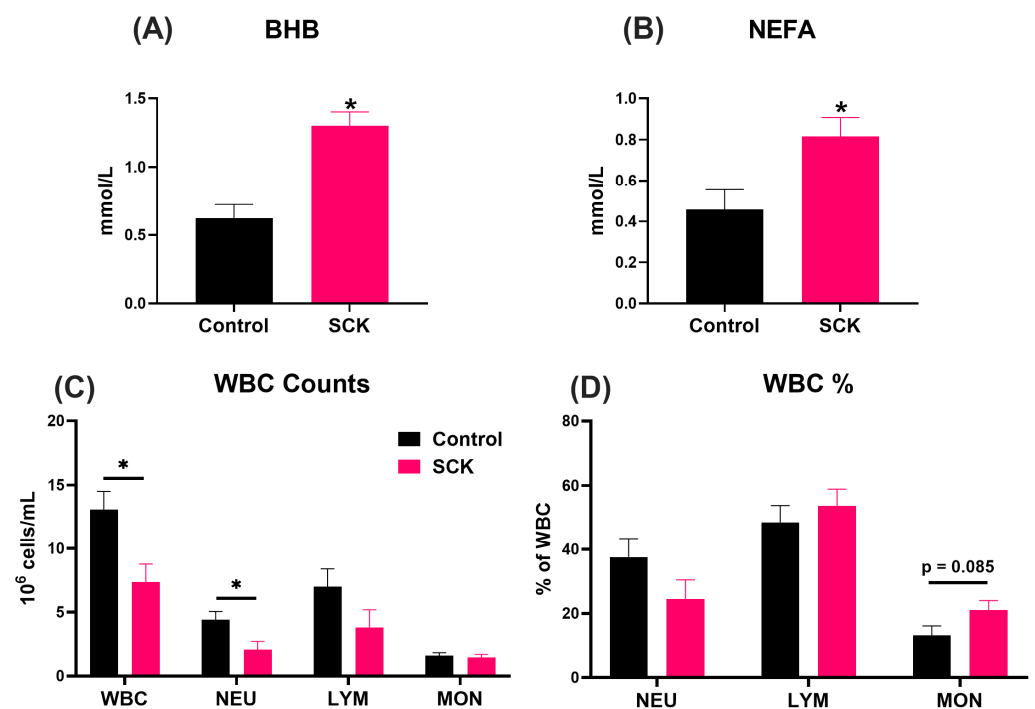 (A) BHB
1.5
1.0
0.5
0.0
mmol/L
*
Control SCK
(B) NEFA
1.0
0.8
0.6
0.4
0.2
0.0
mmol/L
*
Control SCK
(C) WBC Counts
20
15
10
5
0
10⁶ cells/mL
*
*
Control
SCK
WBC NEU LYM MON
(D) WBC %
80
60
40
20
0
% of WBC
p = 0.085
NEU LYM MON